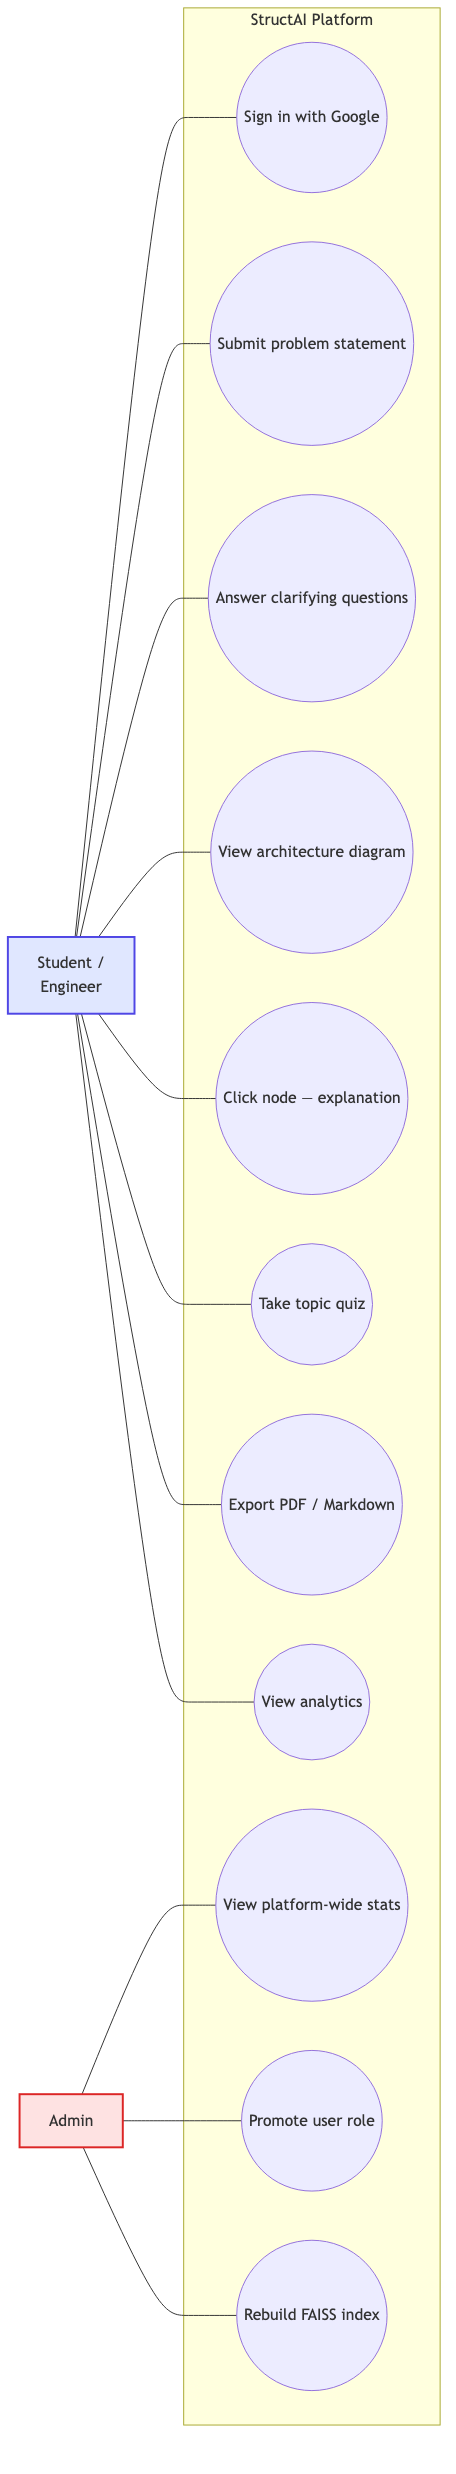 StructAI Platform
Sign in with Google
Submit problem statement
Answer clarifying questions
View architecture diagram
Student /
Engineer
Click node – explanation
Take topic quiz
Export PDF / Markdown
View analytics
View platform-wide stats
Admin
Promote user role
Rebuild FAISS index